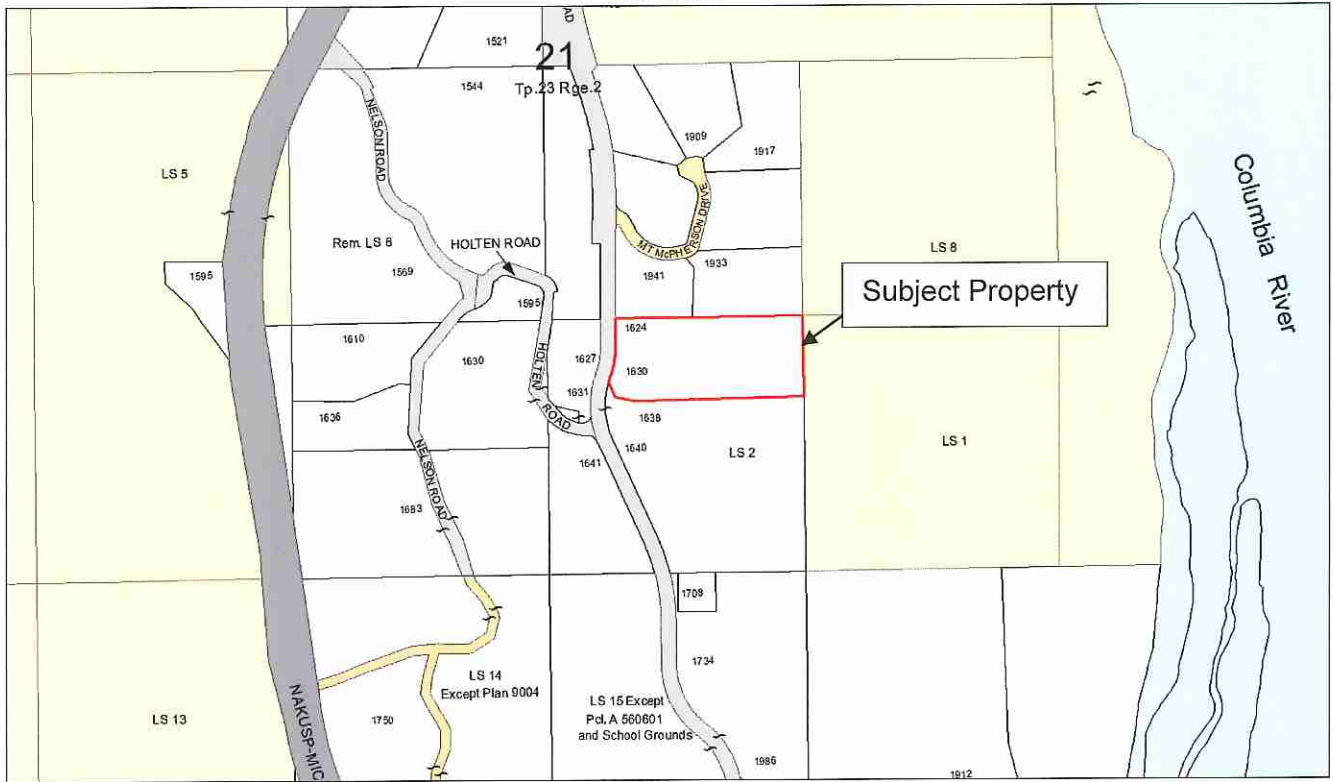 AD
1521
21
Tp.23 Rge.2
1544
NELSON ROAD
1909
1917
LS 5
MT McPHERSON DRIVE
Columbia River
Rem. LS 6
HOLTEN ROAD
LS 8
1569
1595
1941
1933
1595
Subject Property
1610
1630
1627
1624
HOLTEN ROAD
1630
1631
1636
1638
1640
LS 2
LS 1
1641
NELSON ROAD
1683
1708
1734
LS 14
Except Plan 9004
LS 15 Except
Pcl. A 560601
and School Grounds
LS 13
1750
NAKUSP-MIC
1986
1912